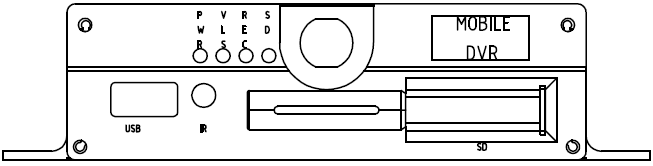 PWR VLS REC SD
MOBILE
DVR
USB
IR
SD